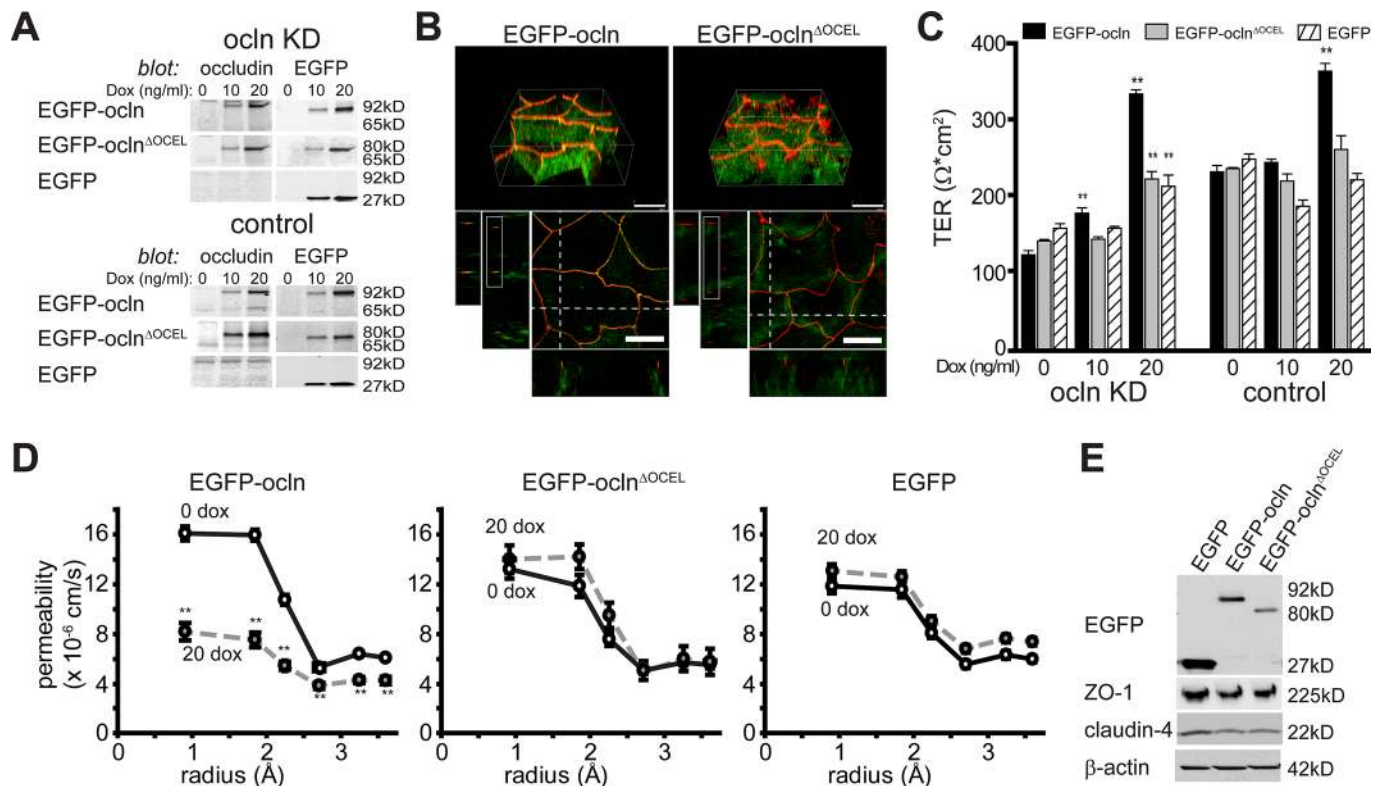 A
ocln KD
blot: occludin EGFP
Dox (ng/ml): 0 10 20 0 10 20
EGFP-ocln 92kD
65kD
EGFP-ocln^ΔOCEL 80kD
65kD
EGFP 92kD
27kD
control
blot: occludin EGFP
Dox (ng/ml): 0 10 20 0 10 20
EGFP-ocln 92kD
65kD
EGFP-ocln^ΔOCEL 80kD
65kD
EGFP 92kD
27kD
B
EGFP-ocln EGFP-ocln^ΔOCEL
C
EGFP-ocln EGFP-ocln^ΔOCEL EGFP
TER (Ω*cm2)
400
300
200
100
0
** ** ** ** **
Dox (ng/ml) 0 10 20 0 10 20
ocln KD control
D
EGFP-ocln
permeability
(x 10^-6 cm/s)
16
12
8
4
0
0 dox
20 dox
** ** ** ** ** **
0 1 2 3
radius (Å)
EGFP-ocln^ΔOCEL
16
12
8
4
0
20 dox
0 dox
0 1 2 3
radius (Å)
EGFP
16
12
8
4
0
20 dox
0 dox
0 1 2 3
radius (Å)
E
EGFP EGFP-ocln EGFP-ocln^ΔOCEL
EGFP 92kD
80kD
27kD
ZO-1 225kD
claudin-4 22kD
β-actin 42kD